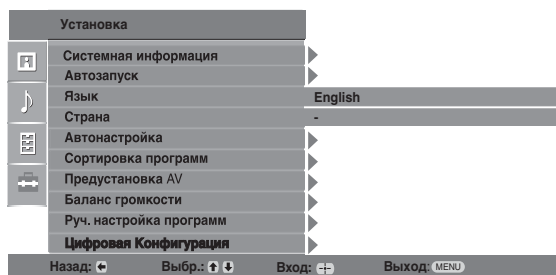 Установка
Системная информация
Автозапуск
Язык English
Страна -
Автонастройка
Сортировка программ
Предустановка AV
Баланс громкости
Руч. настройка программ
Цифровая Конфигурация
Назад: Выбр.: Вход: Выход: MENU